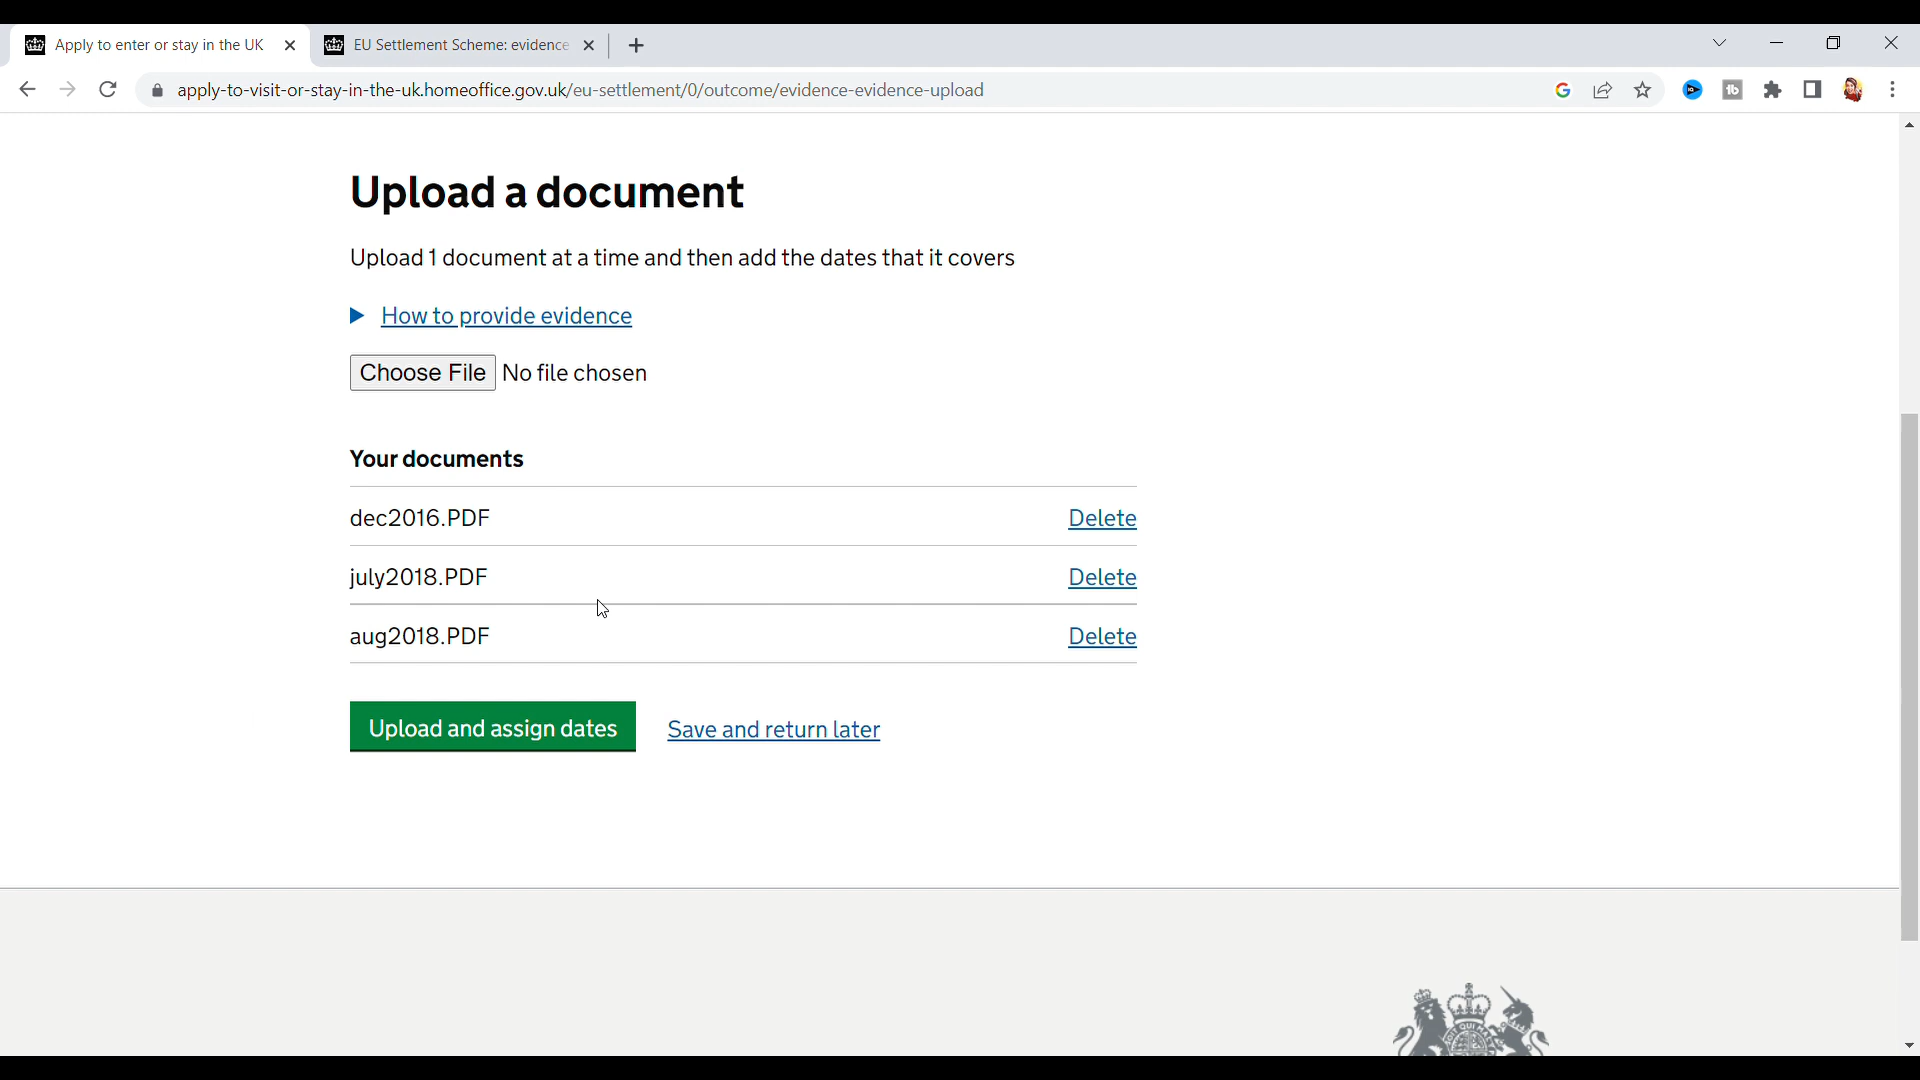 Apply to enter or stay in the UK
EU Settlement Scheme: evidence
apply-to-visit-or-stay-in-the-uk.homeoffice.gov.uk/eu-settlement/0/outcome/evidence-evidence-upload
Upload a document
Upload 1 document at a time and then add the dates that it covers
How to provide evidence
Choose File No file chosen
Your documents
dec2016.PDF Delete
july2018.PDF Delete
aug2018.PDF Delete
Upload and assign dates Save and return later